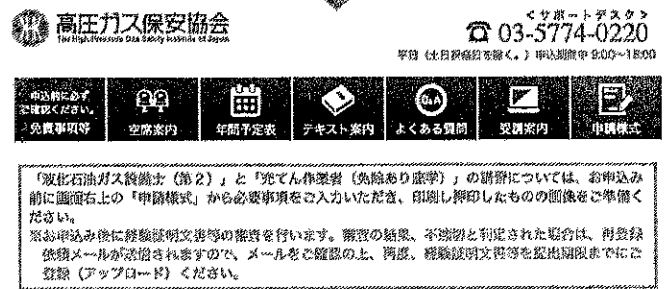 高圧ガス保安協会
The High Pressure Gas Safety Institute of Japan
<サポートデスク>
☎ 03-5774-0220
平日(土日祝祭日を除く。)申込期間中 9:00~18:00
申込前に必ず
ご確認ください。
免責事項等
空席案内
年間予定表
テキスト案内
Q&A
よくある質問
受講案内
申請様式
「液化石油ガス設備士(第2)」と「充てん作業者(免除あり座学)」の講習については、お申込み
前に画面右上の「申請様式」から必要事項をご入力いただき、印刷し押印したものの画像をご準備く
ださい。
※お申込み後に経験証明文書等の審査を行います。審査の結果、不適切と判定された場合は、再登録
依頼メールが送信されますので、メールをご確認の上、再度、経験証明文書等を提出期限までにご
登録(アップロード)ください。